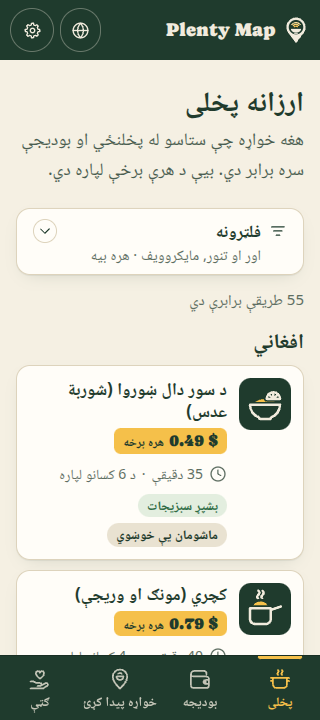 Plenty Map
ارزانه پخلی
هغه خواړه چې ستاسو له پخلنځي او بودیجې
سره برابر دي. بیې د هرې برخې لپاره دي.
فلټرونه
اور او تنور, مایکروویف · هره بیه
55 طریقې برابرې دي
افغاني
د سور دال ښوروا (شوربة
عدس)
$ 0.49 هره برخه
35 دقیقې · د 6 کسانو لپاره
بشپړ سبزیجات
ماشومان یې خوښوي
کچري (مونګ او وریجې)
$ 0.79 هره برخه
پخلی
بودیجه
خواړه پیدا کړئ
ګټې